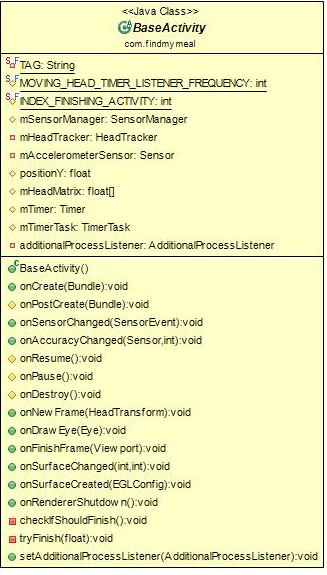 <<Java Class>>
BaseActivity
com.findmymeal
S F TAG: String
S F MOVING_HEAD_TIMER_LISTENER_FREQUENCY: int
S F INDEX_FINISHING_ACTIVITY: int
mSensorManager: SensorManager
mHeadTracker: HeadTracker
mAccelerometerSensor: Sensor
positionY: float
mHeadMatrix: float[]
mTimer: Timer
mTimerTask: TimerTask
additionalProcessListener: AdditionalProcessListener
C BaseActivity()
onCreate(Bundle):void
onPostCreate(Bundle):void
onSensorChanged(SensorEvent):void
onAccuracyChanged(Sensor,int):void
onResume():void
onPause():void
onDestroy():void
onNewFrame(HeadTransform):void
onDrawEye(Eye):void
onFinishFrame(Viewport):void
onSurfaceChanged(int,int):void
onSurfaceCreated(EGLConfig):void
onRendererShutdown():void
checkIfShouldFinish():void
tryFinish(float):void
setAdditionalProcessListener(AdditionalProcessListener):void